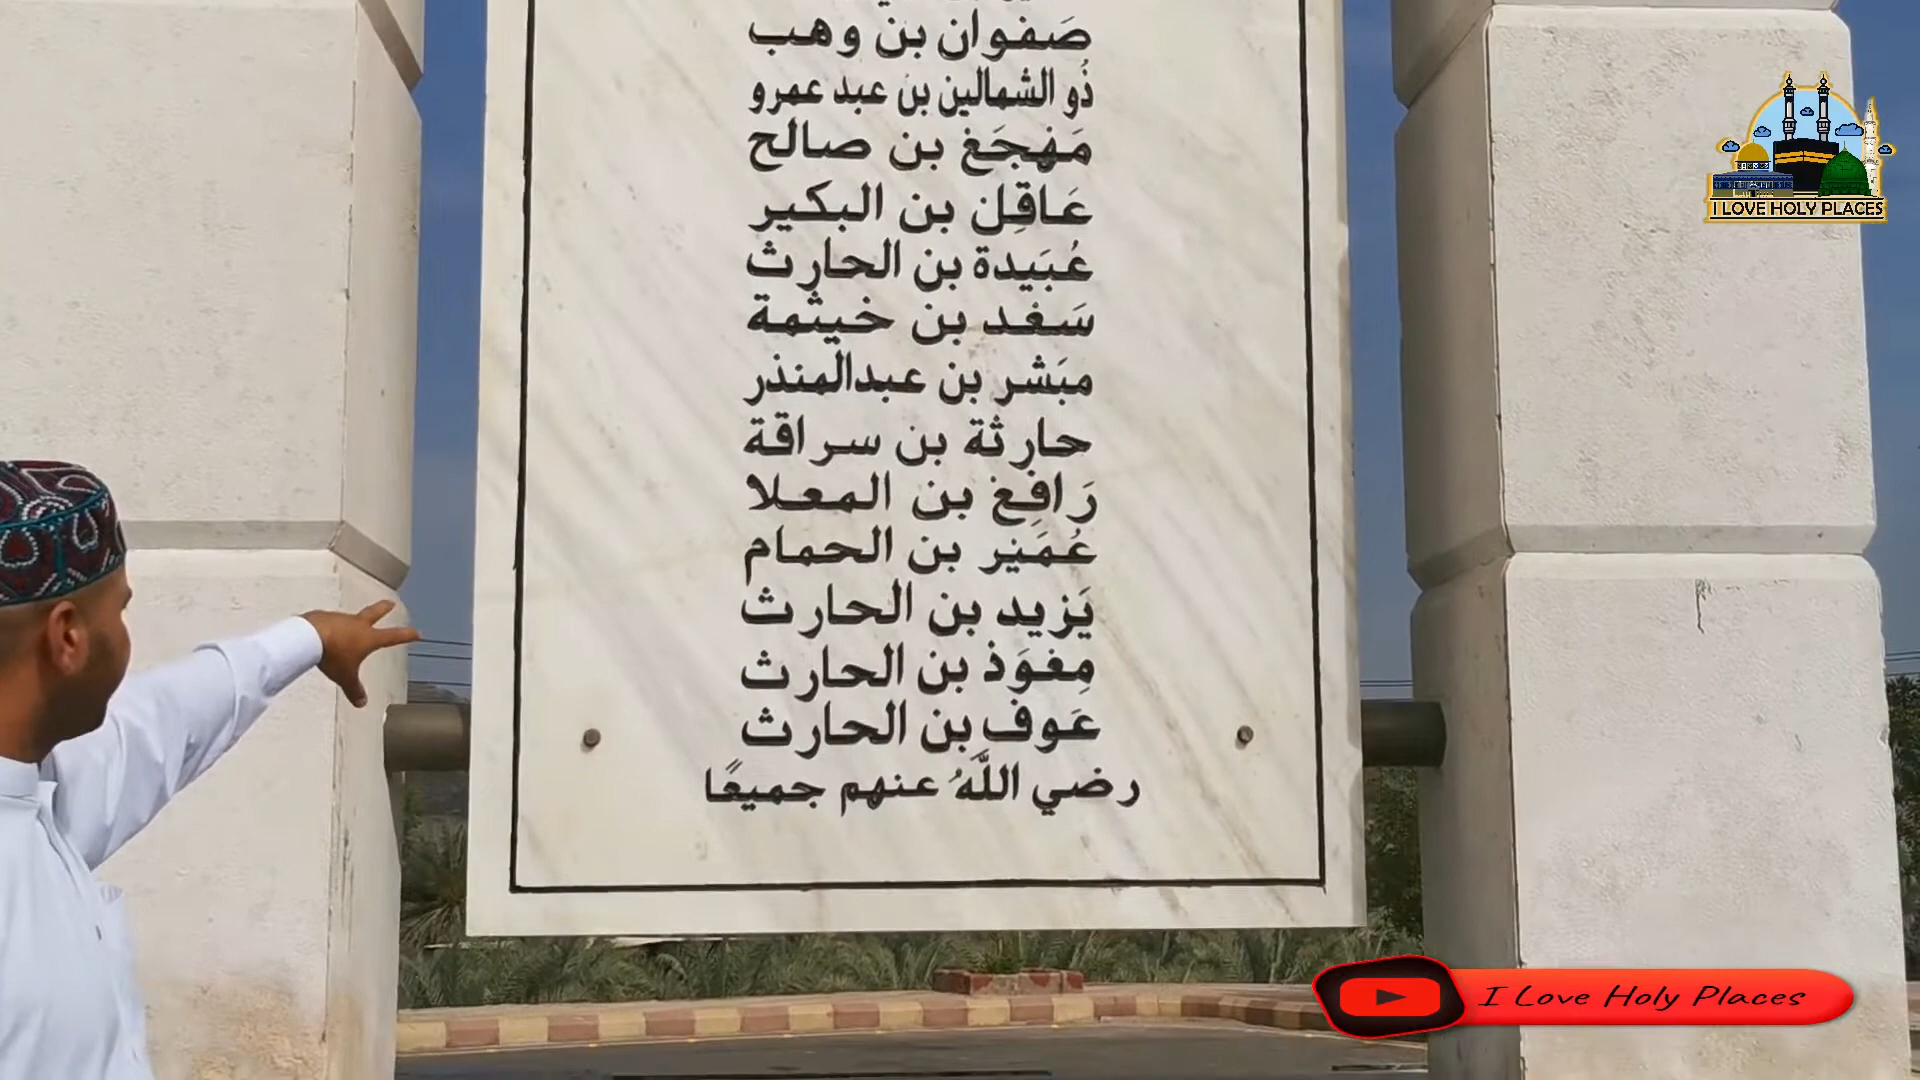 صَفوان بن وهب
ذُو الشمالين بن عبد عمرو
مَهجَع بن صالح
عَاقِل بن البكير
عُبَيدة بن الحارث
سَعد بن خيثمة
مبَشر بن عبدالمنذر
حارثة بن سراقة
رَافِع بن المعلا
عُمَير بن الحمام
يَزيد بن الحارث
مِعوَذ بن الحارث
عَوف بن الحارث
رضي اللَّهُ عنهم جميعًا
I LOVE HOLY PLACES
I Love Holy Places